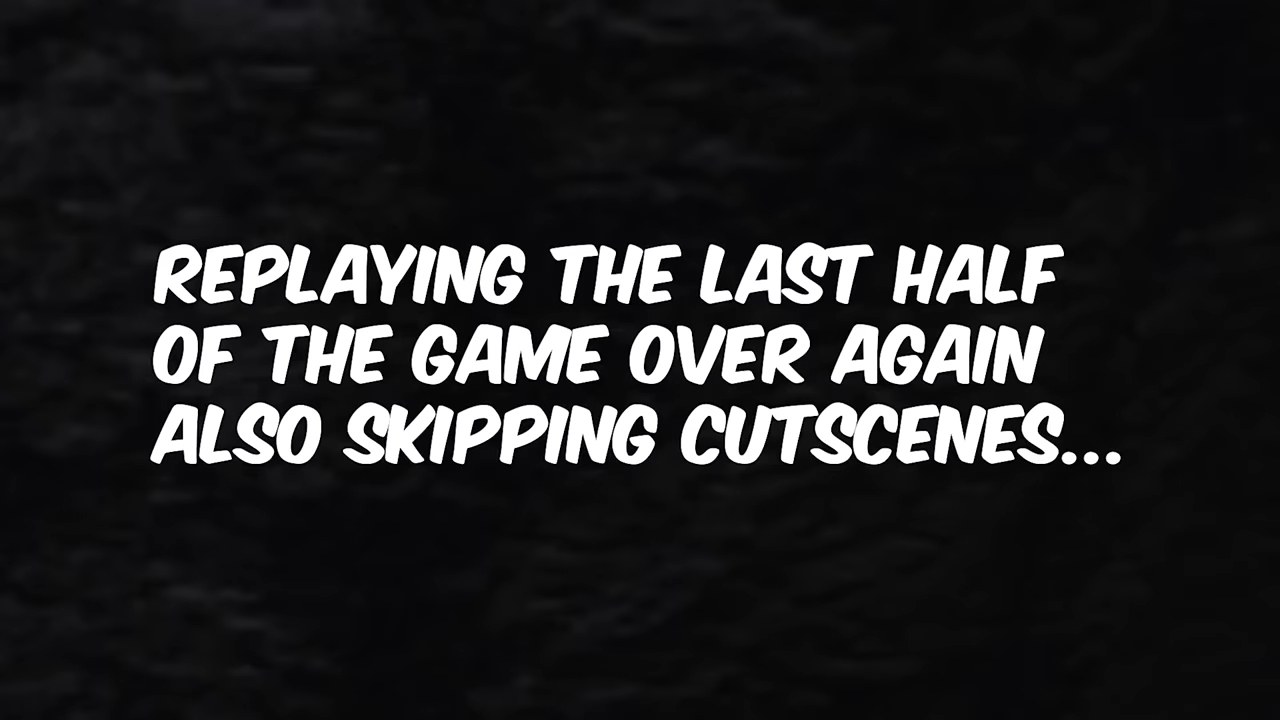 REPLAYING THE LAST HALF
OF THE GAME OVER AGAIN
ALSO SKIPPING CUTSCENES...